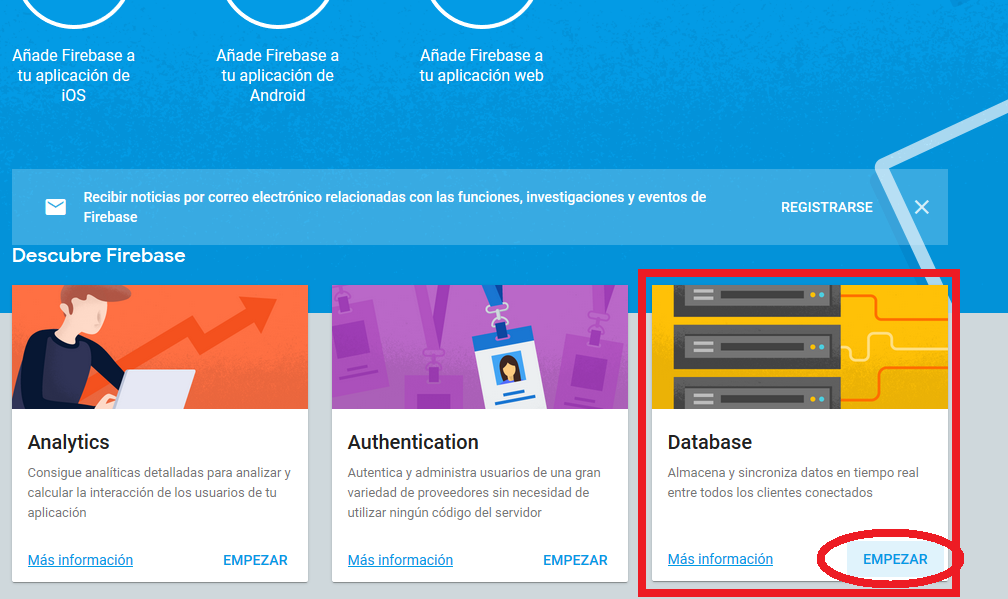 Añade Firebase a
tu aplicación de
iOS
Añade Firebase a
tu aplicación de
Android
Añade Firebase a
tu aplicación web
Recibir noticias por correo electrónico relacionadas con las funciones, investigaciones y eventos de
Firebase
REGISTRARSE
Descubre Firebase
Analytics
Consigue analíticas detalladas para analizar y
calcular la interacción de los usuarios de tu
aplicación
Más información
EMPEZAR
Authentication
Autentica y administra usuarios de una gran
variedad de proveedores sin necesidad de
utilizar ningún código del servidor
Más información
EMPEZAR
Database
Almacena y sincroniza datos en tiempo real
entre todos los clientes conectados
Más información
EMPEZAR